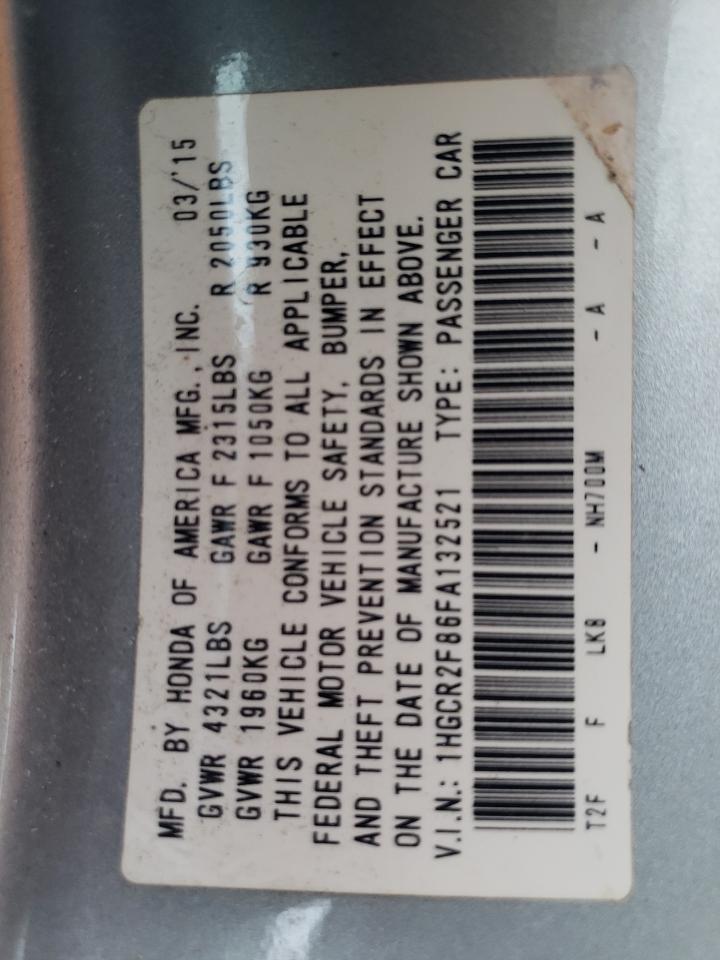 MFD. BY HONDA OF AMERICA MFG., INC. 03/'15
GVWR 4321LBS GAWR F 2315LBS R 2050LBS
GVWR 1960KG GAWR F 1050KG R 930KG
THIS VEHICLE CONFORMS TO ALL APPLICABLE
FEDERAL MOTOR VEHICLE SAFETY, BUMPER,
AND THEFT PREVENTION STANDARDS IN EFFECT
ON THE DATE OF MANUFACTURE SHOWN ABOVE.
V.I.N.: 1HGCR2F86FA132521 TYPE: PASSENGER CAR
T2F F LK8 - NH700M - A - A